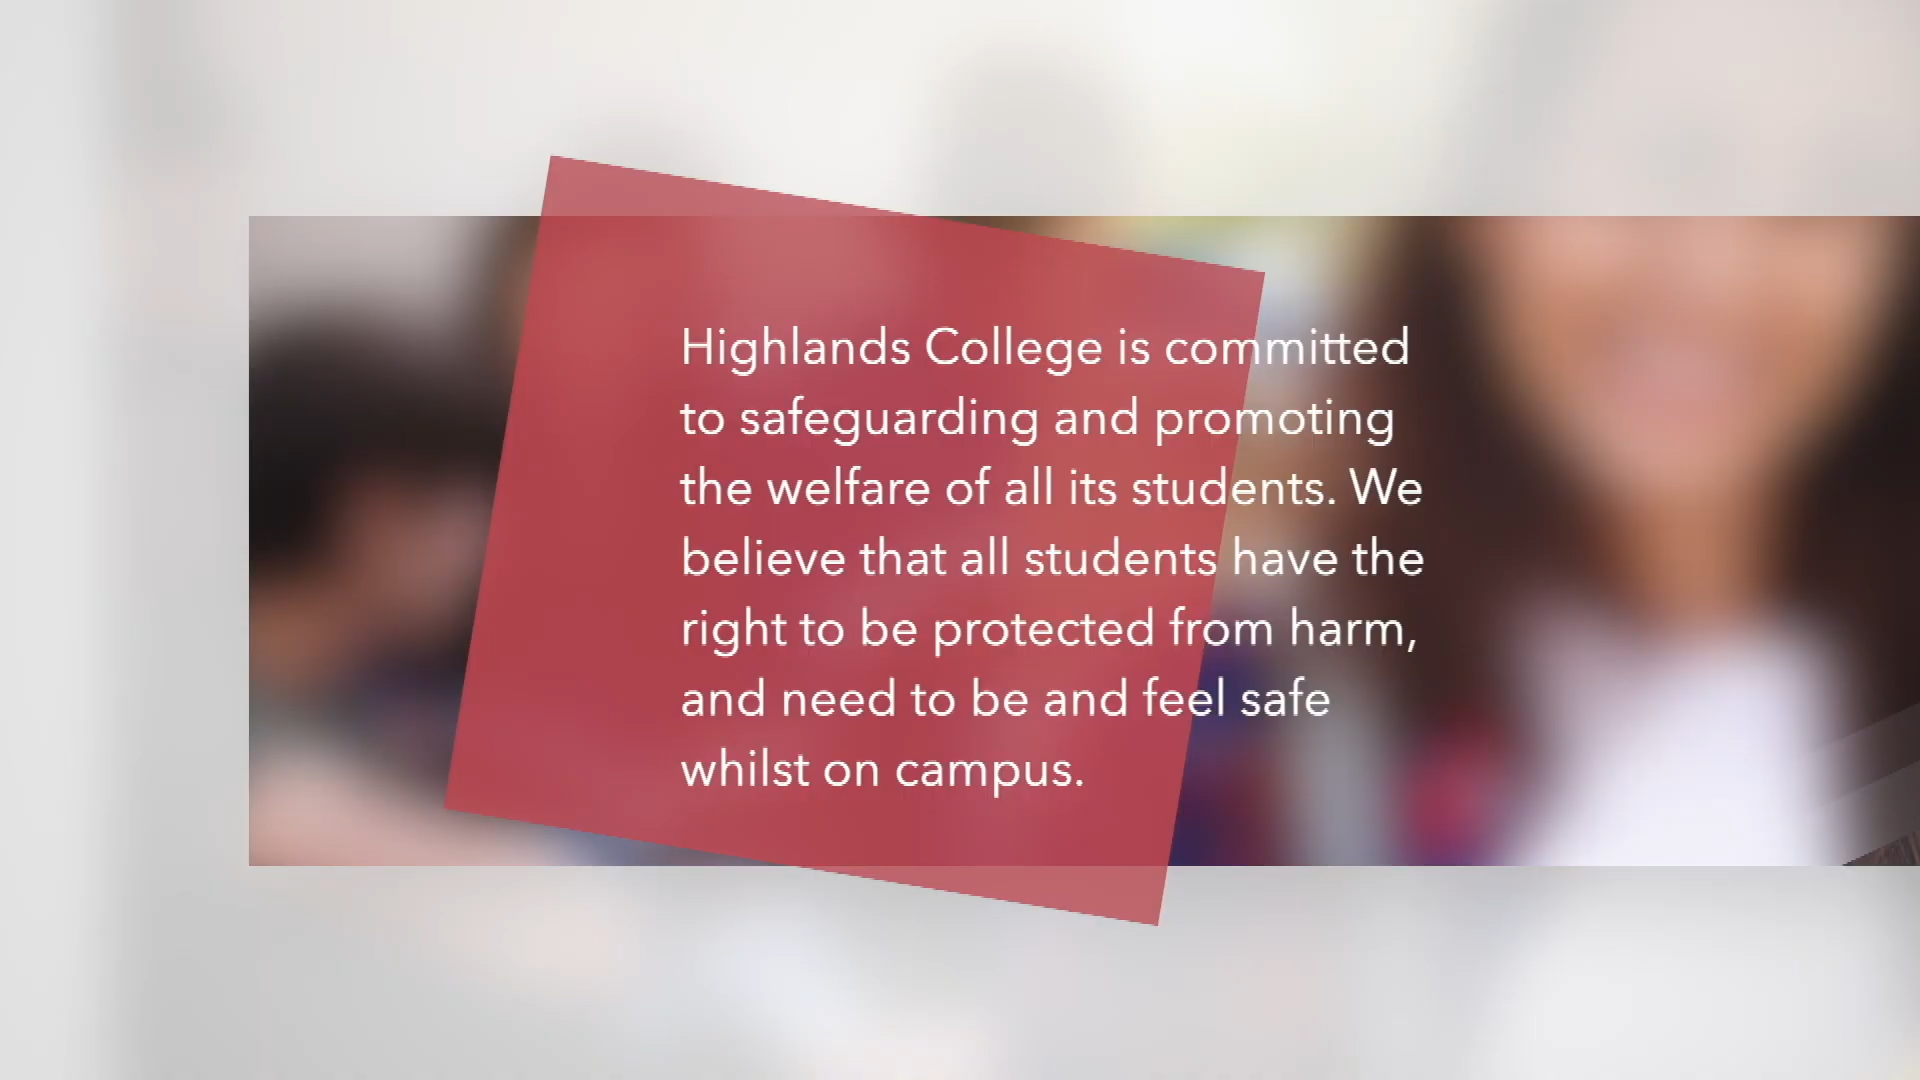 Highlands College is committed
to safeguarding and promoting
the welfare of all its students. We
believe that all students have the
right to be protected from harm,
and need to be and feel safe
whilst on campus.